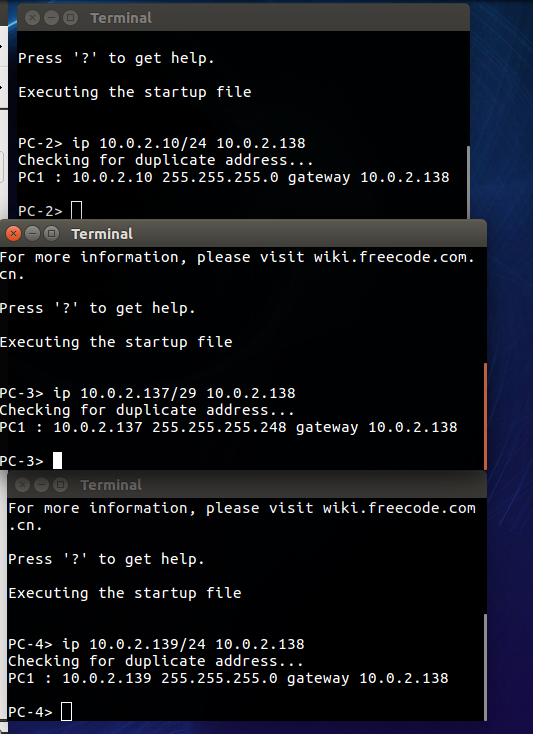 Terminal
Press '?' to get help.
Executing the startup file
PC-2> ip 10.0.2.10/24 10.0.2.138
Checking for duplicate address...
PC1 : 10.0.2.10 255.255.255.0 gateway 10.0.2.138
PC-2>
Terminal
For more information, please visit wiki.freecode.com.
cn.
Press '?' to get help.
Executing the startup file
PC-3> ip 10.0.2.137/29 10.0.2.138
Checking for duplicate address...
PC1 : 10.0.2.137 255.255.255.248 gateway 10.0.2.138
PC-3>
Terminal
For more information, please visit wiki.freecode.com
.cn.
Press '?' to get help.
Executing the startup file
PC-4> ip 10.0.2.139/24 10.0.2.138
Checking for duplicate address...
PC1 : 10.0.2.139 255.255.255.0 gateway 10.0.2.138
PC-4>